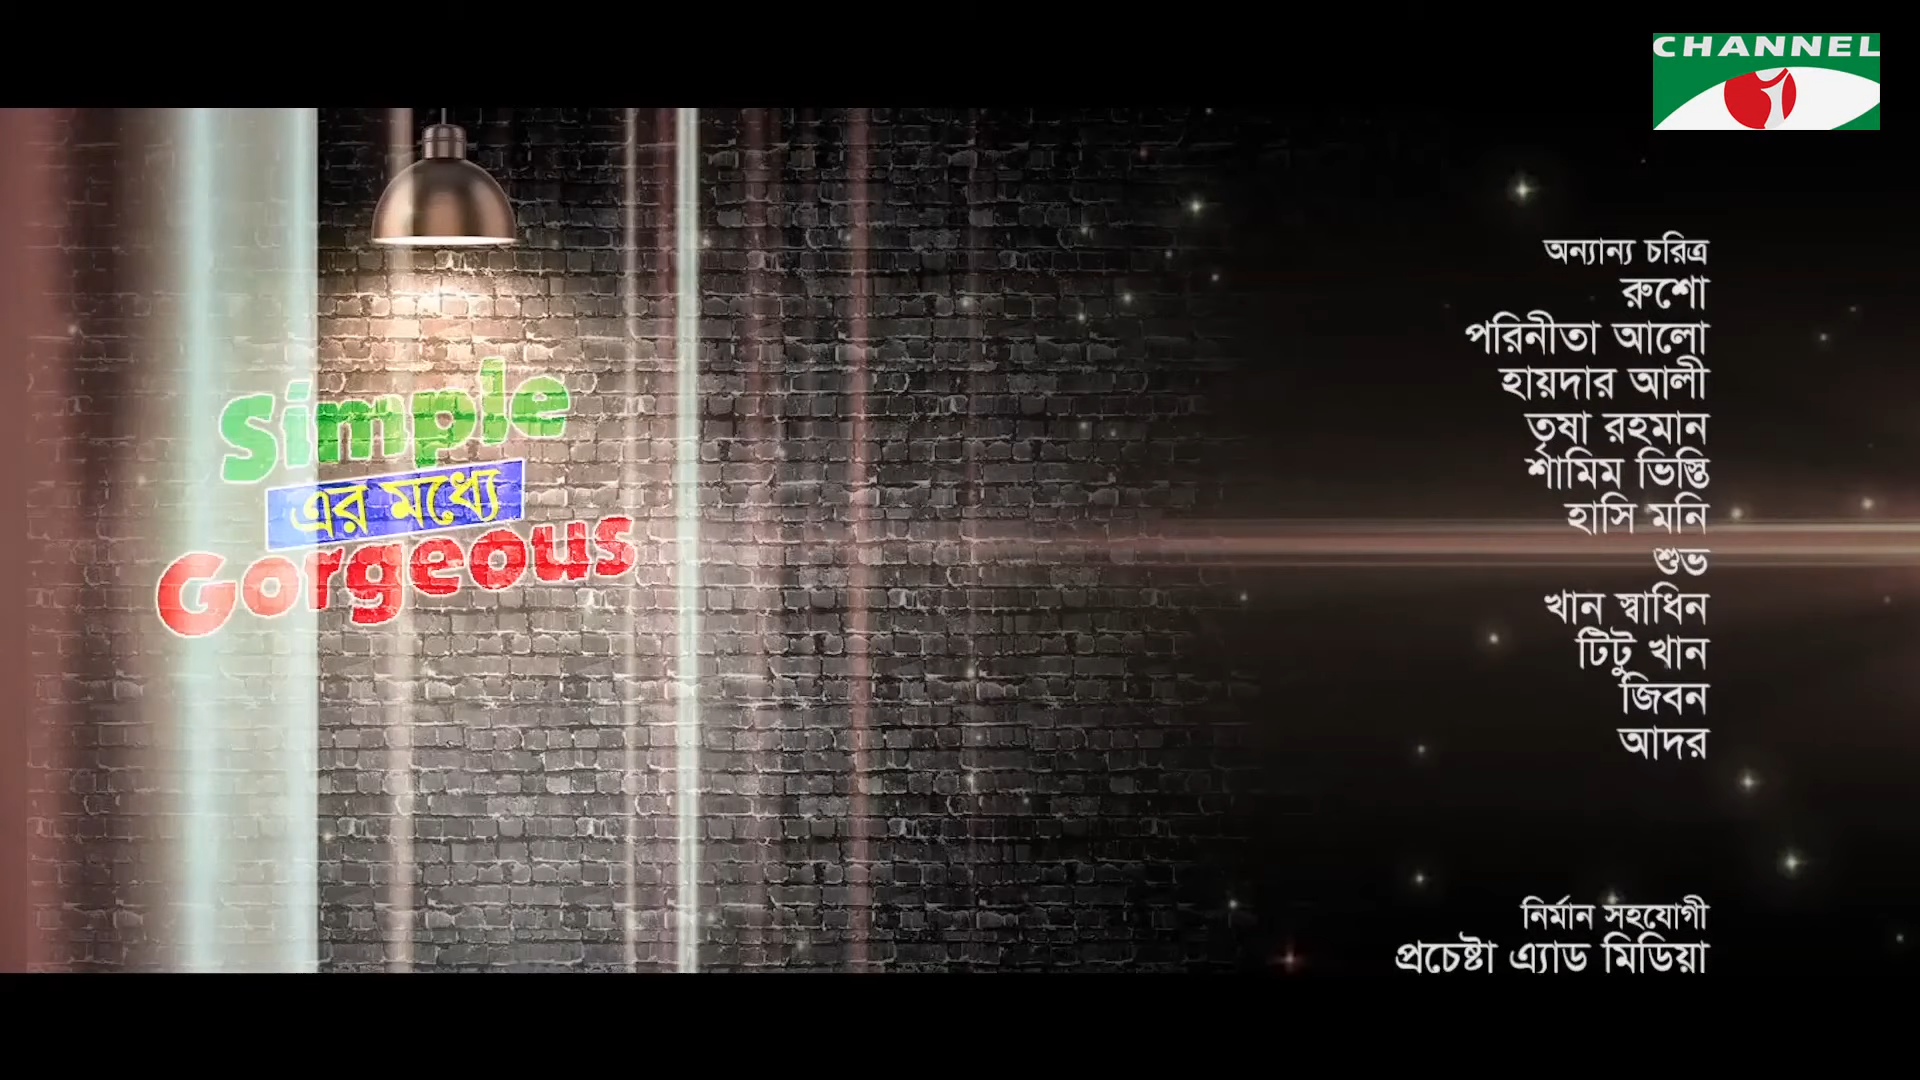 CHANNEL
Simple
এর মধ্যে
Gorgeous
অন্যান্য চরিত্র
রুশো
পরিনীতা আলো
হায়দার আলী
তৃষা রহমান
শামিম ভিস্তি
হাসি মনি
শুভ
খান স্বাধিন
টিটু খান
জিবন
আদর
নির্মান সহযোগী
প্রচেষ্টা এ্যাড মিডিয়া